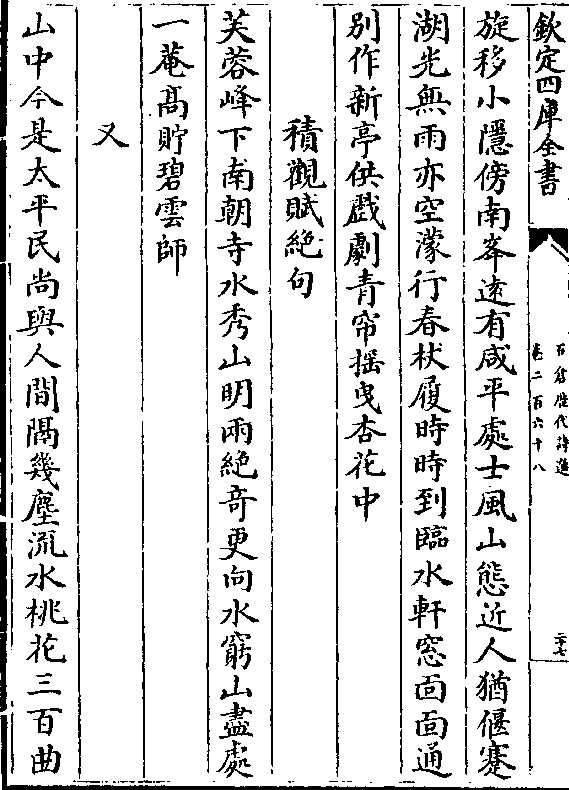 欽定四庫全書
石倉歷代詩選
卷二百六十八
二十七
旋移小隱傍南峯逺有咸平處士風山態近人猶偃蹇
湖光無雨亦空濛行春杖履時時到臨水軒窓面面通
别作新亭供戲劇青帘揺曵杏花中
積觀賦絶句
芙蓉峰下南朝寺水秀山明兩絶竒更向水窮山盡處
一菴髙貯碧雲師
又
山中今是太平民尚與人間隔幾塵流水桃花三百曲